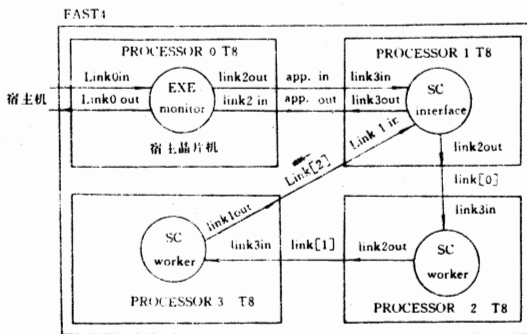 FAST4
PROCESSOR 0 T8
PROCESSOR 1 T8
Link0in
EXE
monitor
link2out
app. in
link3in
SC
interface
宿主机
Link0 out
link2 in
app. out
link3out
宿主晶片机
Link[2]
Link 1 in
link2out
link[0]
link1out
link3in
SC
worker
link3in
link[1]
link2out
SC
worker
PROCESSOR 3 T8
PROCESSOR 2 T8